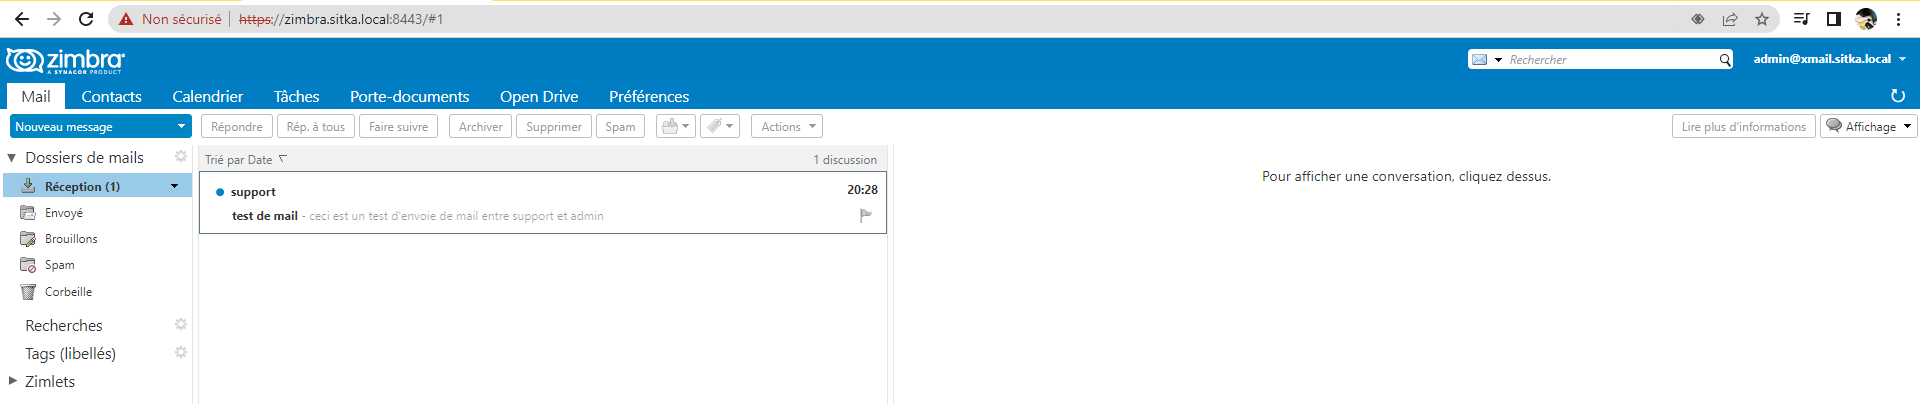 Non sécurisé | https://zimbra.sitka.local:8443/#1
zimbra
A SYNACOR PRODUCT
Rechercher
admin@xmail.sitka.local
Mail Contacts Calendrier Tâches Porte-documents Open Drive Préférences
Nouveau message Répondre Rép. à tous Faire suivre Archiver Supprimer Spam Actions Lire plus d'informations Affichage
Dossiers de mails
Réception (1)
Envoyé
Brouillons
Spam
Corbeille
Recherches
Tags (libellés)
Zimlets
Trié par Date 1 discussion
support 20:28
test de mail - ceci est un test d'envoie de mail entre support et admin
Pour afficher une conversation, cliquez dessus.